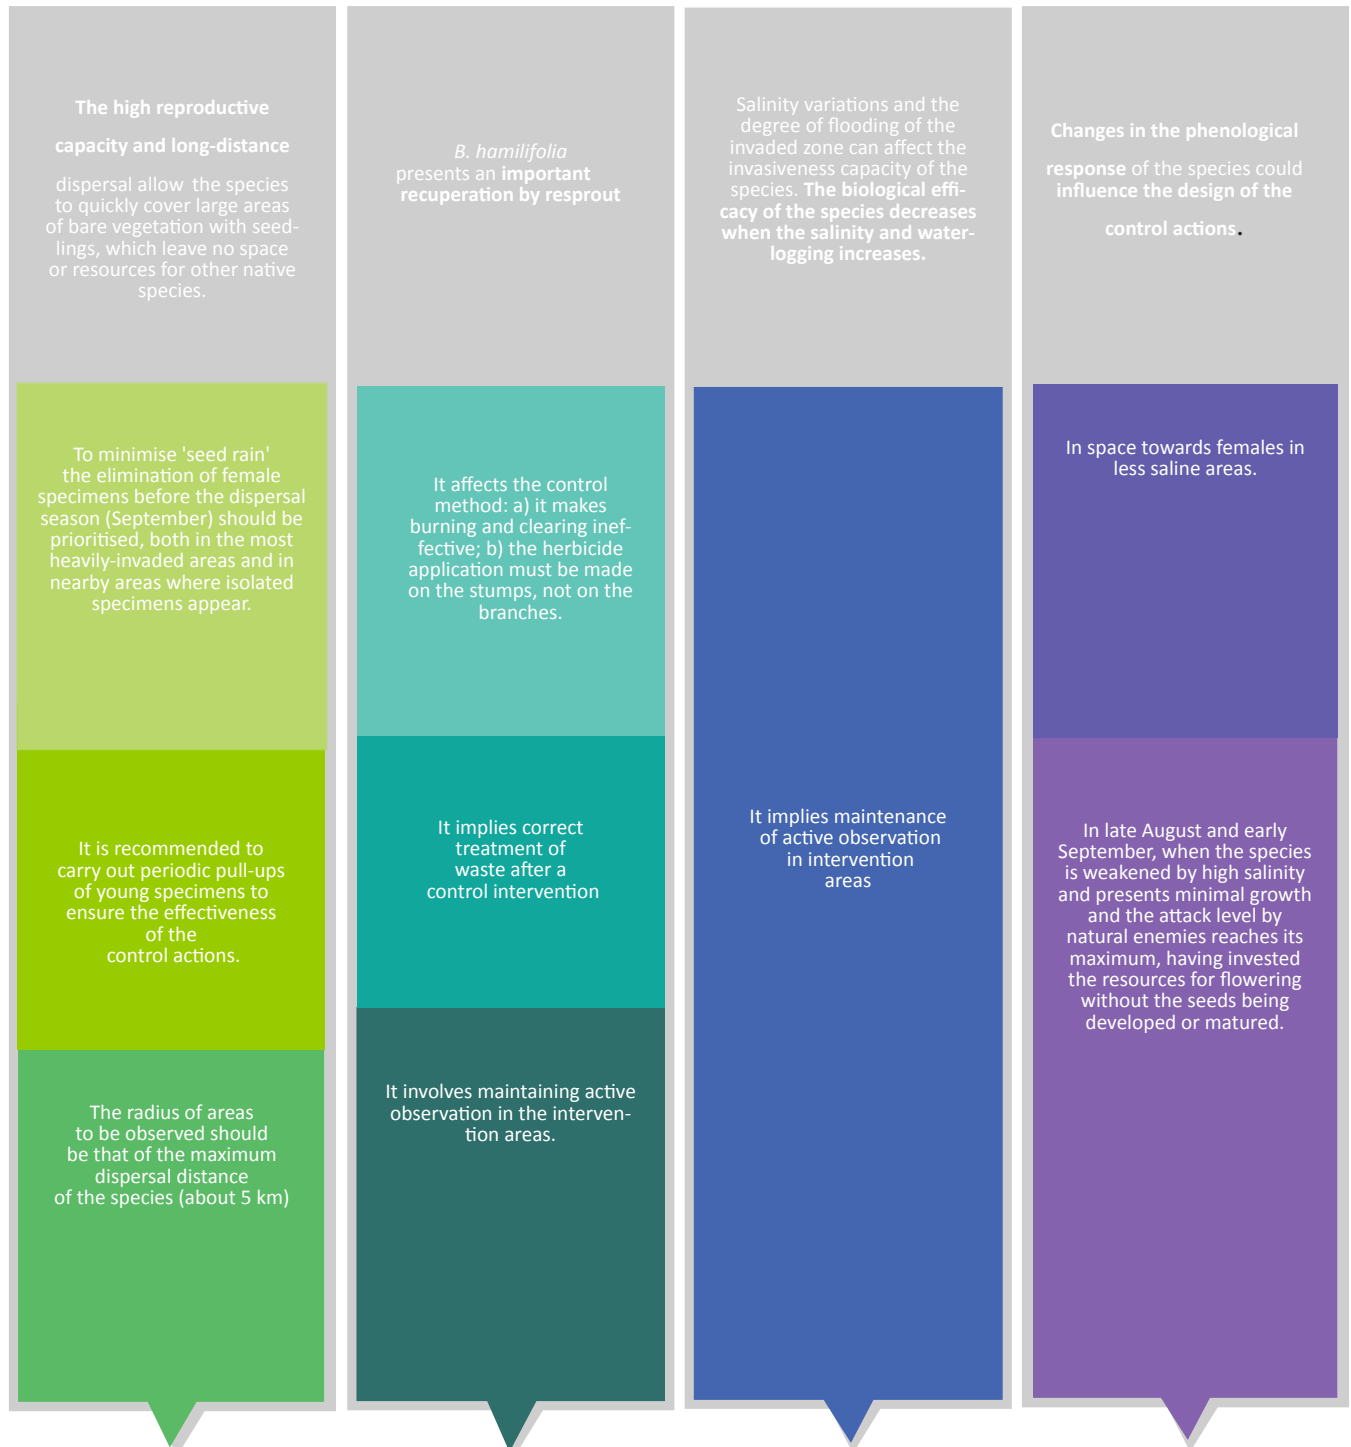 The high reproductive
capacity and long-distance
dispersal allow the species
to quickly cover large areas
of bare vegetation with seed-
lings, which leave no space
or resources for other native
species.
To minimise 'seed rain'
the elimination of female
specimens before the dispersal
season (September) should be
prioritised, both in the most
heavily-invaded areas and in
nearby areas where isolated
specimens appear.
It is recommended to
carry out periodic pull-ups
of young specimens to
ensure the effectiveness
of the
control actions.
The radius of areas
to be observed should
be that of the maximum
dispersal distance
of the species (about 5 km)
B. hamilifolia
presents an important
recuperation by resprout
It affects the control
method: a) it makes
burning and clearing inef-
fective; b) the herbicide
application must be made
on the stumps, not on the
branches.
It implies correct
treatment of
waste after a
control intervention
It involves maintaining active
observation in the interven-
tion areas.
Salinity variations and the
degree of flooding of the
invaded zone can affect the
invasiveness capacity of the
species. The biological effi-
cacy of the species decreases
when the salinity and water-
logging increases.
It implies maintenance
of active observation
in intervention
areas
Changes in the phenological
response of the species could
influence the design of the
control actions.
In space towards females in
less saline areas.
In late August and early
September, when the species
is weakened by high salinity
and presents minimal growth
and the attack level by
natural enemies reaches its
maximum, having invested
the resources for flowering
without the seeds being
developed or matured.